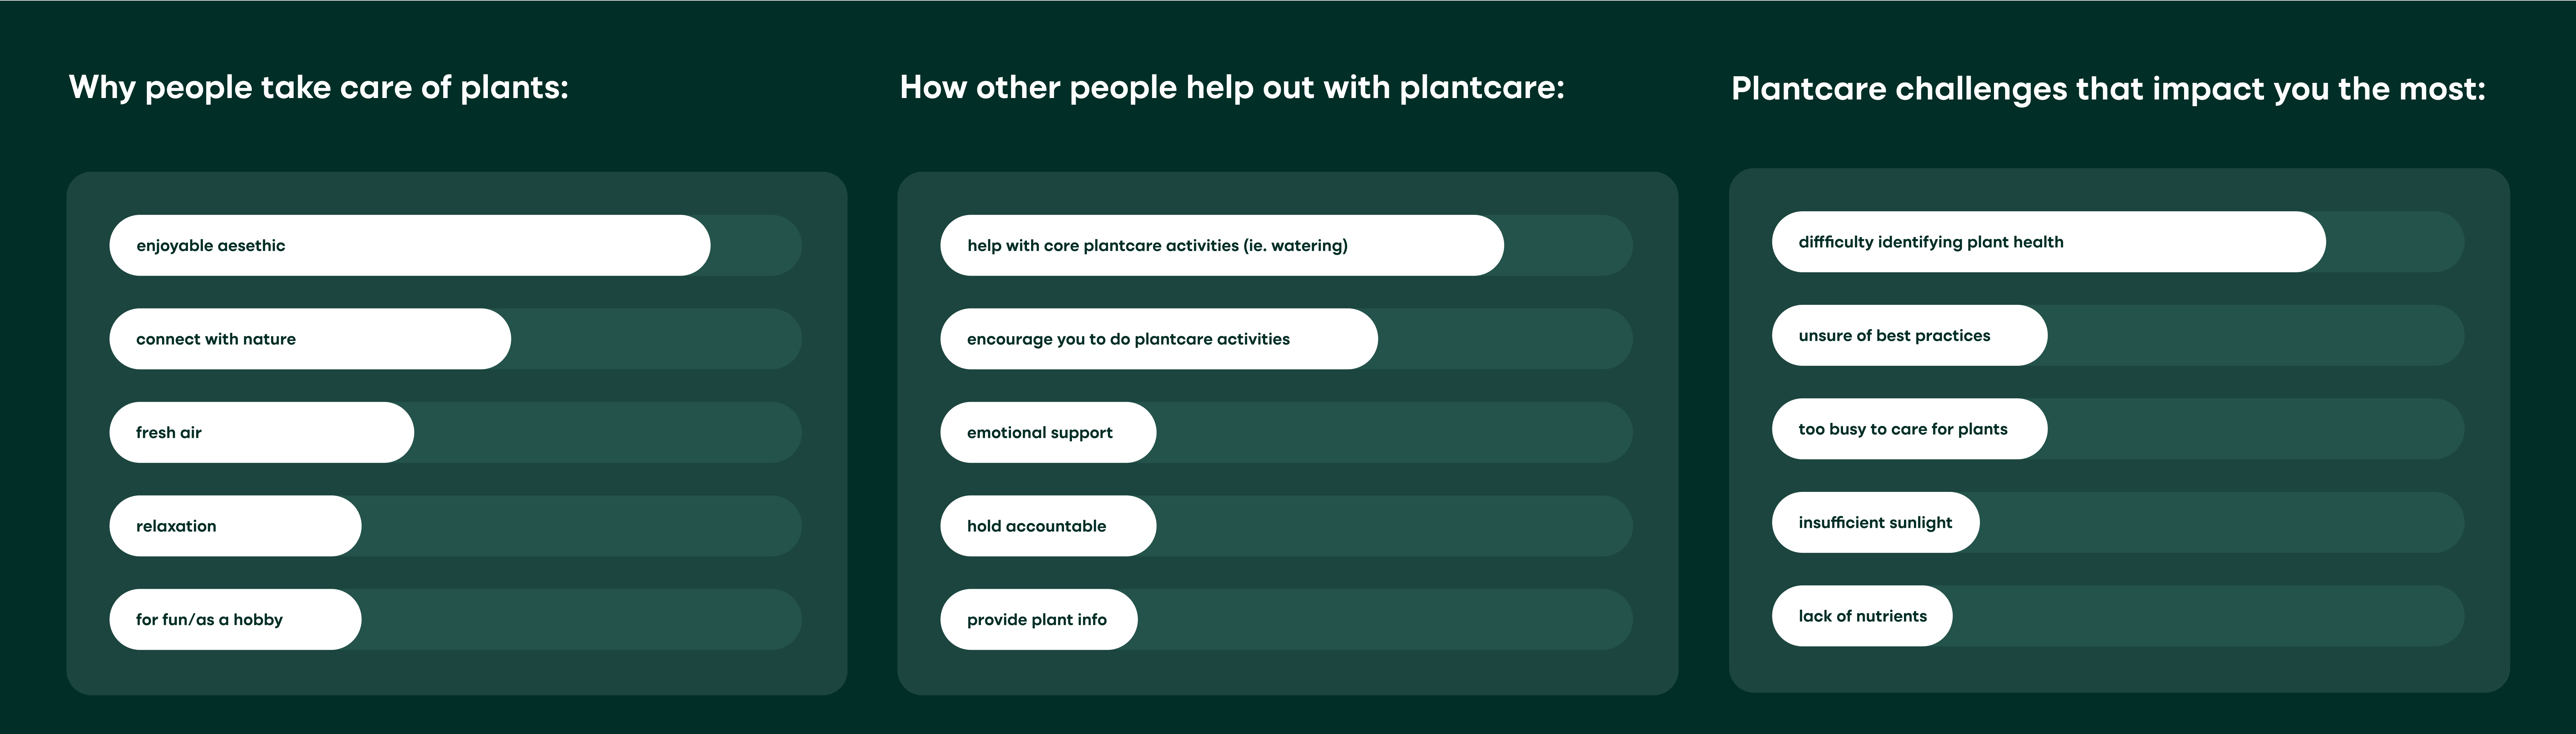 Why people take care of plants:
enjoyable aesethic
connect with nature
fresh air
relaxation
for fun/as a hobby
How other people help out with plantcare:
help with core plantcare activities (ie. watering)
encourage you to do plantcare activities
emotional support
hold accountable
provide plant info
Plantcare challenges that impact you the most:
diffficulty identifying plant health
unsure of best practices
too busy to care for plants
insufficient sunlight
lack of nutrients